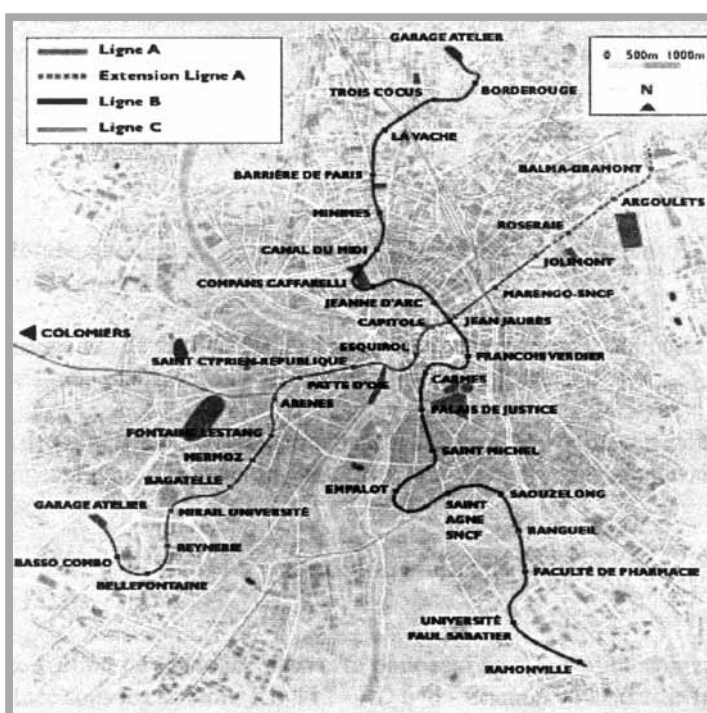 Ligne A
Extension Ligne A
Ligne B
Ligne C
0 500m 1000m
N
GARAGE ATELIER
BORDEROUGE
TROIS COCUS
LA VACHE
BARRIÈRE DE PARIS
MINIMES
CANAL DU MIDI
COMPANS CAFFARELLI
JEANNE D'ARC
BALMA-GRAMONT
ARGOULETS
ROSERAIE
JOLIMONT
MARENGO-SNCF
CAPITOLE
JEAN JAURÈS
COLOMIERS
ESQUIROL
FRANCOIS VERDIER
SAINT CYPRIEN-RÉPUBLIQUE
PATTE D'OIE
CARMES
ARENES
PALAIS DE JUSTICE
FONTAINE LESTANG
MERMOZ
SAINT MICHEL
BAGATELLE
EMPALOT
SAOUZELONG
GARAGE ATELIER
MIRAIL UNIVERSITÉ
SAINT
AGNE
SNCF
RANGUEIL
REYNERIE
BASSO COMBO
BELLEFONTAINE
FACULTÉ DE PHARMACIE
UNIVERSITÉ
PAUL SABATIER
RAMONVILLE